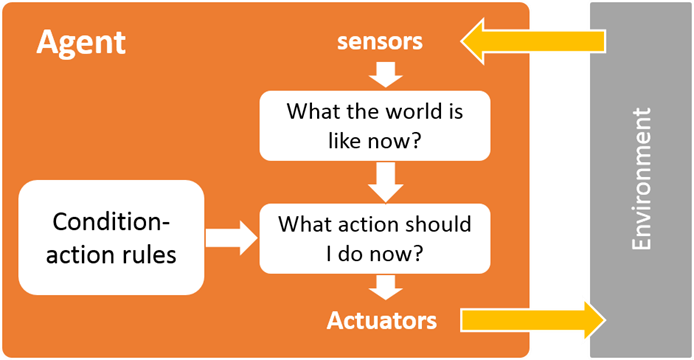 Agent
sensors
What the world is
like now?
Condition-
action rules
What action should
I do now?
Actuators
Environment